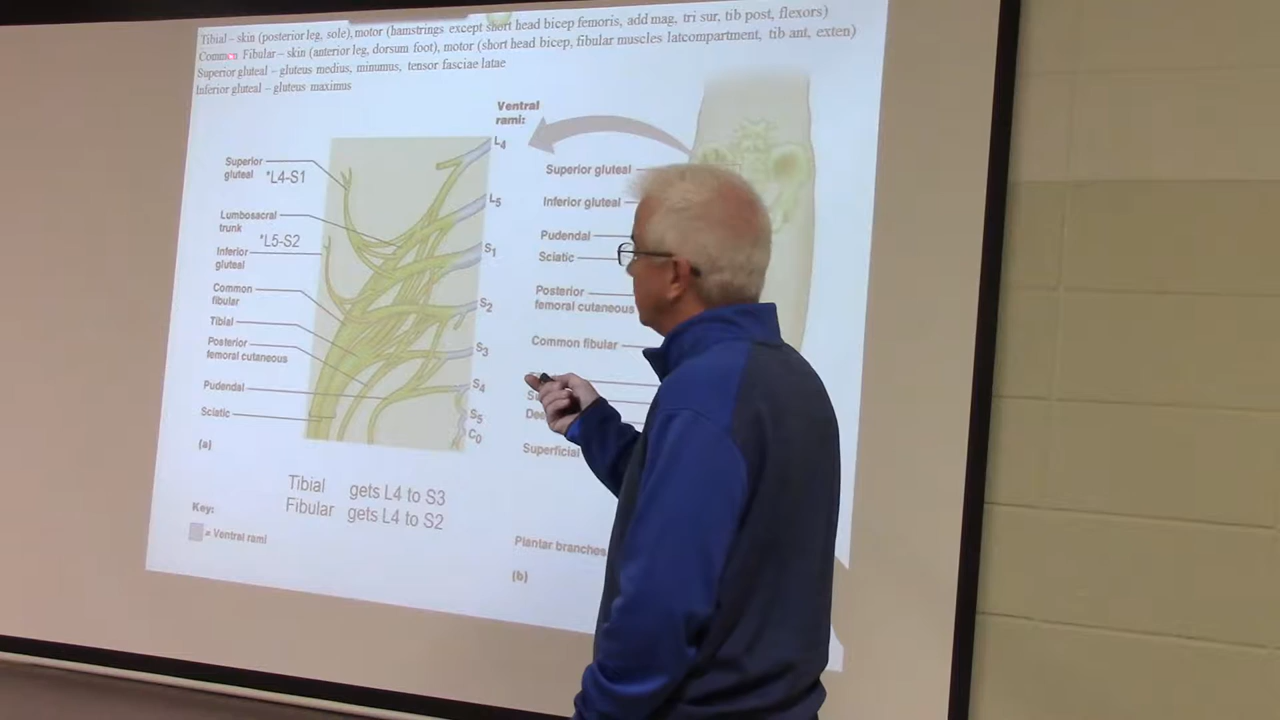 Tibial – skin (posterior leg, sole), motor (hamstrings except short head bicep femoris, add mag, tri sur, tib post, flexors)
Common Fibular – skin (anterior leg, dorsum foot), motor (short head bicep, fibular muscles latcompartment, tib ant, exten)
Superior gluteal – gluteus medius, minumus, tensor fasciae latae
Inferior gluteal – gluteus maximus
Ventral
rami:
L4
L5
S1
S2
S3
S4
S5
C0
Superior
gluteal
*L4-S1
Lumbosacral
trunk
*L5-S2
Inferior
gluteal
Common
fibular
Tibial
Posterior
femoral cutaneous
Pudendal
Sciatic
(a)
Tibial gets L4 to S3
Fibular gets L4 to S2
Key:
= Ventral rami
Superior gluteal
Inferior gluteal
Pudendal
Sciatic
Posterior
femoral cutaneous
Common fibular
Superficial
Plantar branches
(b)